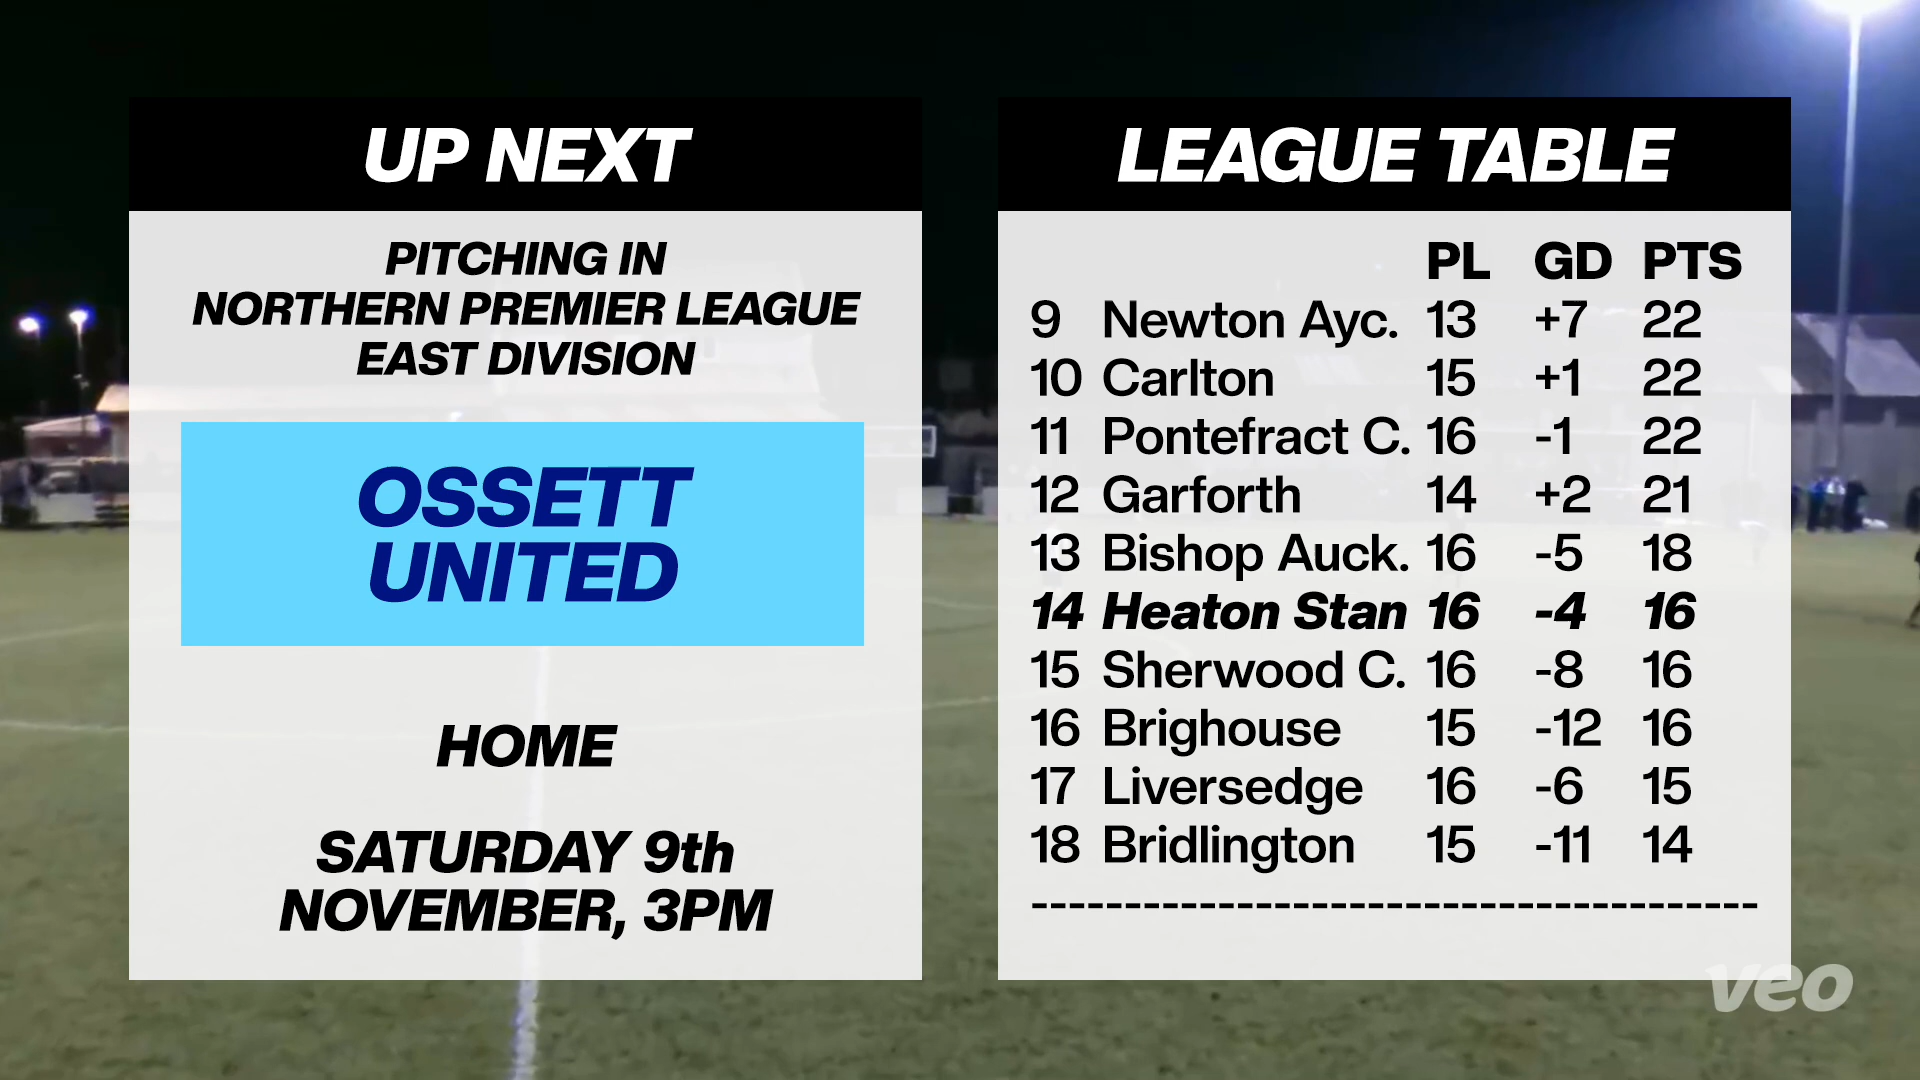 UP NEXT
PITCHING IN
NORTHERN PREMIER LEAGUE
EAST DIVISION
OSSETT
UNITED
HOME
SATURDAY 9th
NOVEMBER, 3PM
LEAGUE TABLE
PL GD PTS
9 Newton Ayc. 13 +7 22
10 Carlton 15 +1 22
11 Pontefract C. 16 -1 22
12 Garforth 14 +2 21
13 Bishop Auck. 16 -5 18
14 Heaton Stan 16 -4 16
15 Sherwood C. 16 -8 16
16 Brighouse 15 -12 16
17 Liversedge 16 -6 15
18 Bridlington 15 -11 14
---------------------------------------
veo